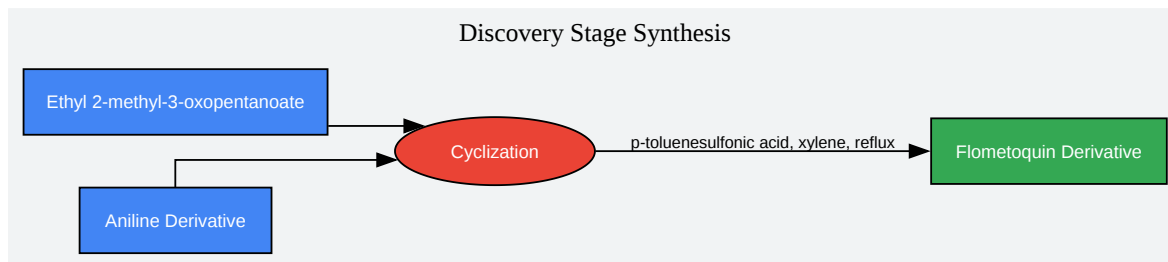 Discovery Stage Synthesis
Ethyl 2-methyl-3-oxopentanoate
Cyclization
p-toluenesulfonic acid, xylene, reflux
Flometoquin Derivative
Aniline Derivative